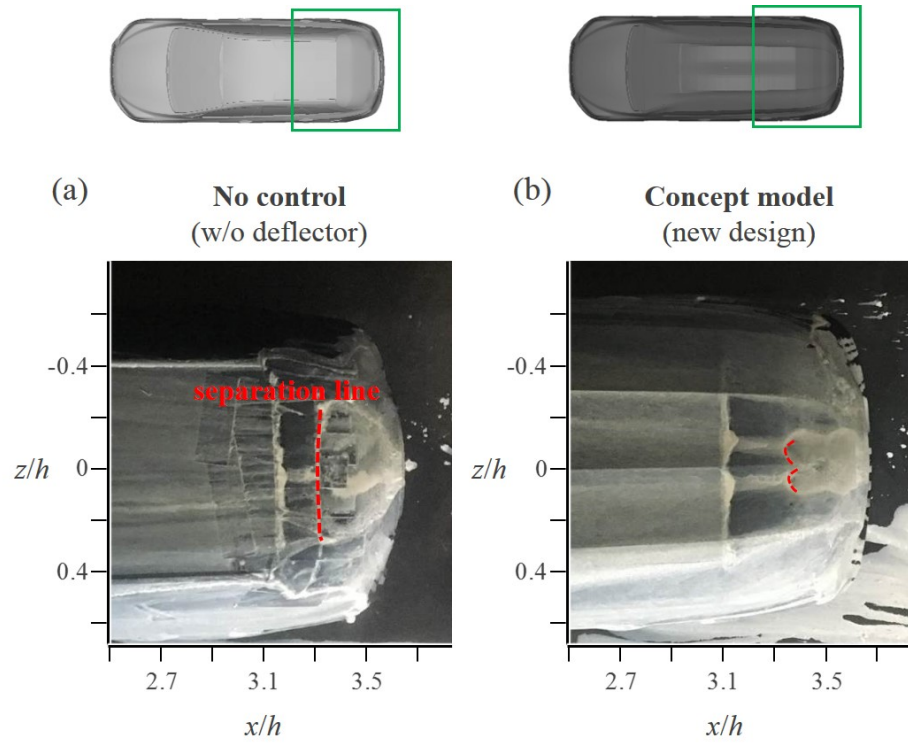 (a)
No control
(w/o deflector)
(b)
Concept model
(new design)
separation line
-0.4
z/h 0
0.4
2.7 3.1 3.5
x/h
-0.4
z/h 0
0.4
2.7 3.1 3.5
x/h